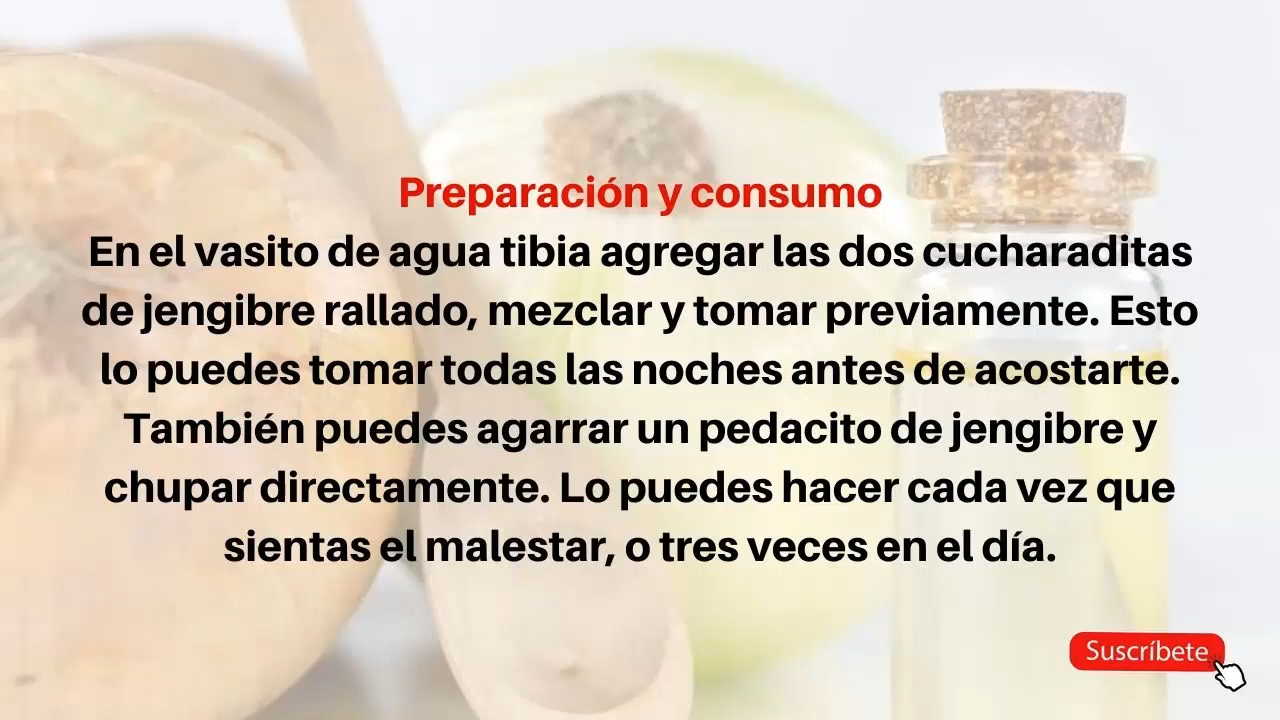 Preparación y consumo
En el vasito de agua tibia agregar las dos cucharaditas
de jengibre rallado, mezclar y tomar previamente. Esto
lo puedes tomar todas las noches antes de acostarte.
También puedes agarrar un pedacito de jengibre y
chupar directamente. Lo puedes hacer cada vez que
sientas el malestar, o tres veces en el día.
Suscríbete